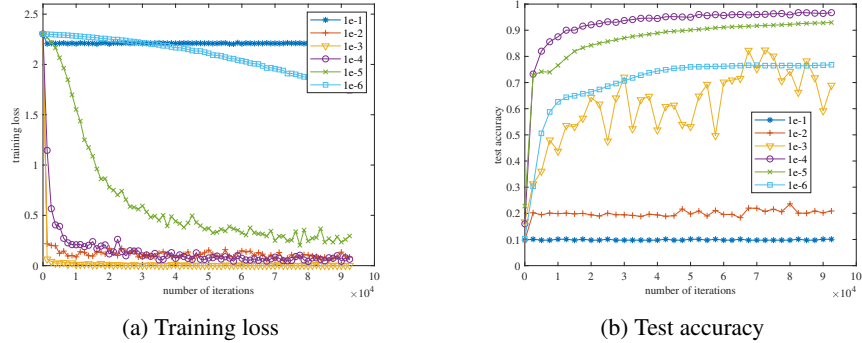 2.5
2
1.5
1
0.5
0
training loss
0 1 2 3 4 5 6 7 8 9 10
number of iterations
×10⁴
1e-1
1e-2
1e-3
1e-4
1e-5
1e-6
(a) Training loss
1
0.9
0.8
0.7
0.6
0.5
0.4
0.3
0.2
0.1
0
test accuracy
0 1 2 3 4 5 6 7 8 9 10
number of iterations
×10⁴
1e-1
1e-2
1e-3
1e-4
1e-5
1e-6
(b) Test accuracy